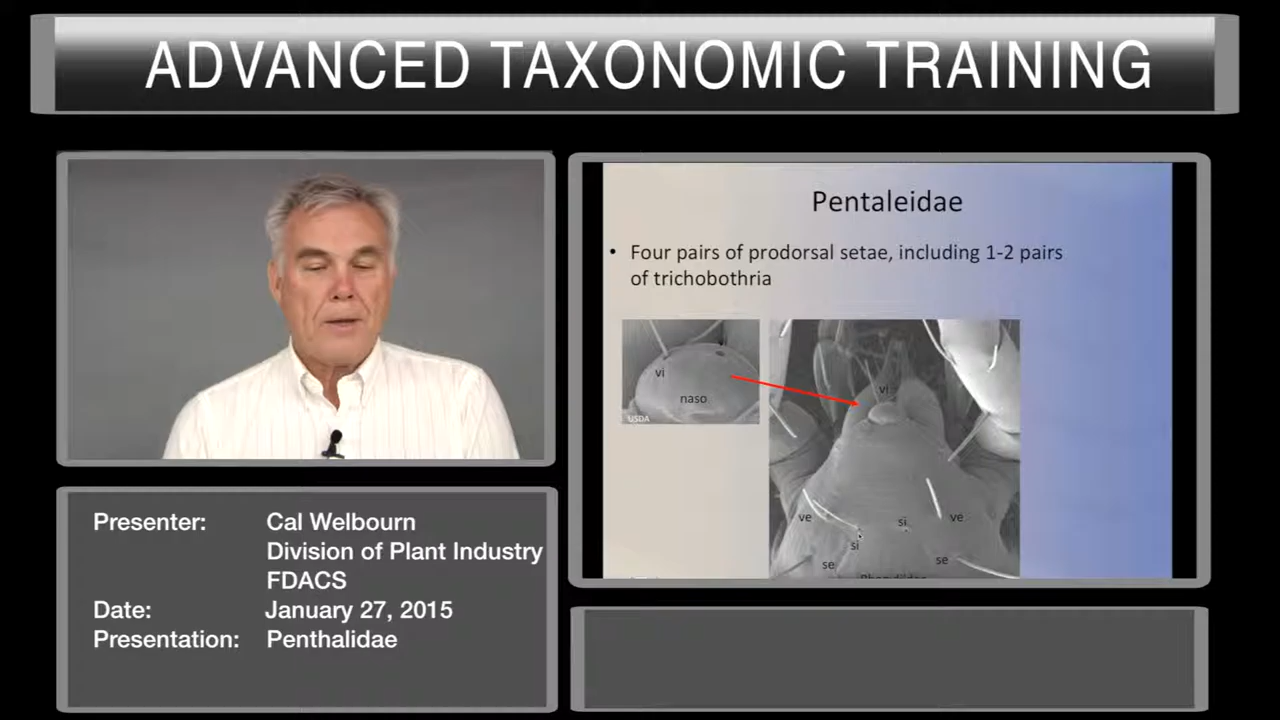 ADVANCED TAXONOMIC TRAINING
Pentaleidae
• Four pairs of prodorsal setae, including 1-2 pairs
of trichobothria
vi
naso
USDA
vi
ve
si
ve
si
se
se
Presenter: Cal Welbourn
Division of Plant Industry
FDACS
Date: January 27, 2015
Presentation: Penthalidae